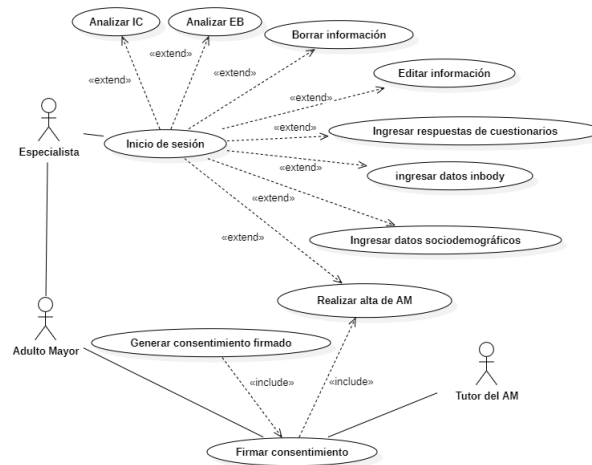 Analizar IC
Analizar EB
Borrar información
«extend»
«extend»
«extend»
«extend»
Editar información
«extend»
Especialista
Inicio de sesión
«extend»
Ingresar respuestas de cuestionarios
«extend»
ingresar datos inbody
«extend»
«extend»
Ingresar datos sociodemográficos
Realizar alta de AM
Adulto Mayor
Generar consentimiento firmado
«include»
«include»
Tutor del AM
Firmar consentimiento